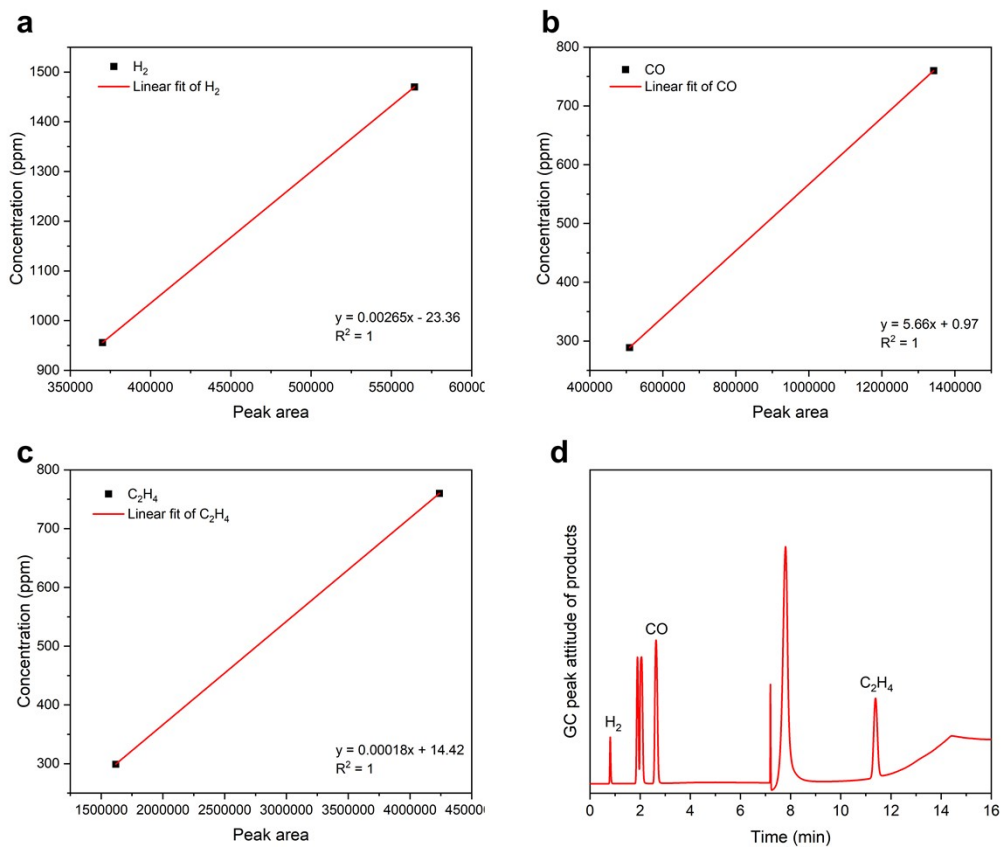 a
H₂
Linear fit of H₂
Concentration (ppm)
1500
1400
1300
1200
1100
1000
900
y = 0.00265x - 23.36
R² = 1
350000 400000 450000 500000 550000 60000
Peak area
b
CO
Linear fit of CO
Concentration (ppm)
800
700
600
500
400
300
y = 5.66x + 0.97
R² = 1
400000 600000 800000 1000000 1200000 1400000
Peak area
c
C₂H₄
Linear fit of C₂H₄
Concentration (ppm)
800
700
600
500
400
300
y = 0.00018x + 14.42
R² = 1
1500000 2000000 2500000 3000000 3500000 4000000 45000
Peak area
d
GC peak attitude of products
H₂
CO
C₂H₄
0 2 4 6 8 10 12 14 16
Time (min)